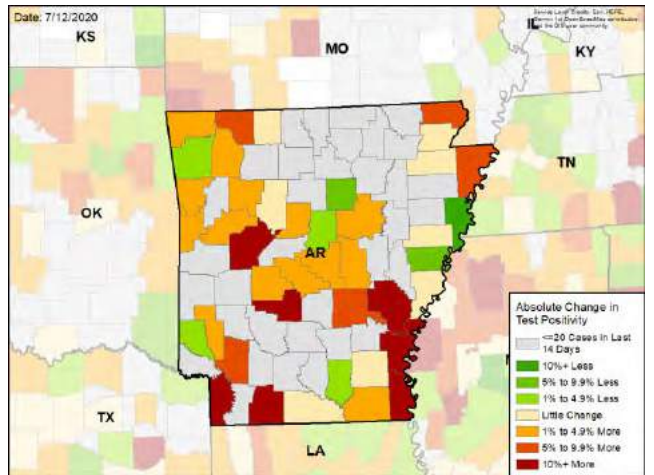 Date: 7/12/2020
KS
MO
IL
KY
OK
TN
AR
TX
LA
Absolute Change in
Test Positivity
<=20 Cases in Last
14 Days
10%+ Less
5% to 9.9% Less
1% to 4.9% Less
Little Change
1% to 4.9% More
5% to 9.9% More
10%+ More